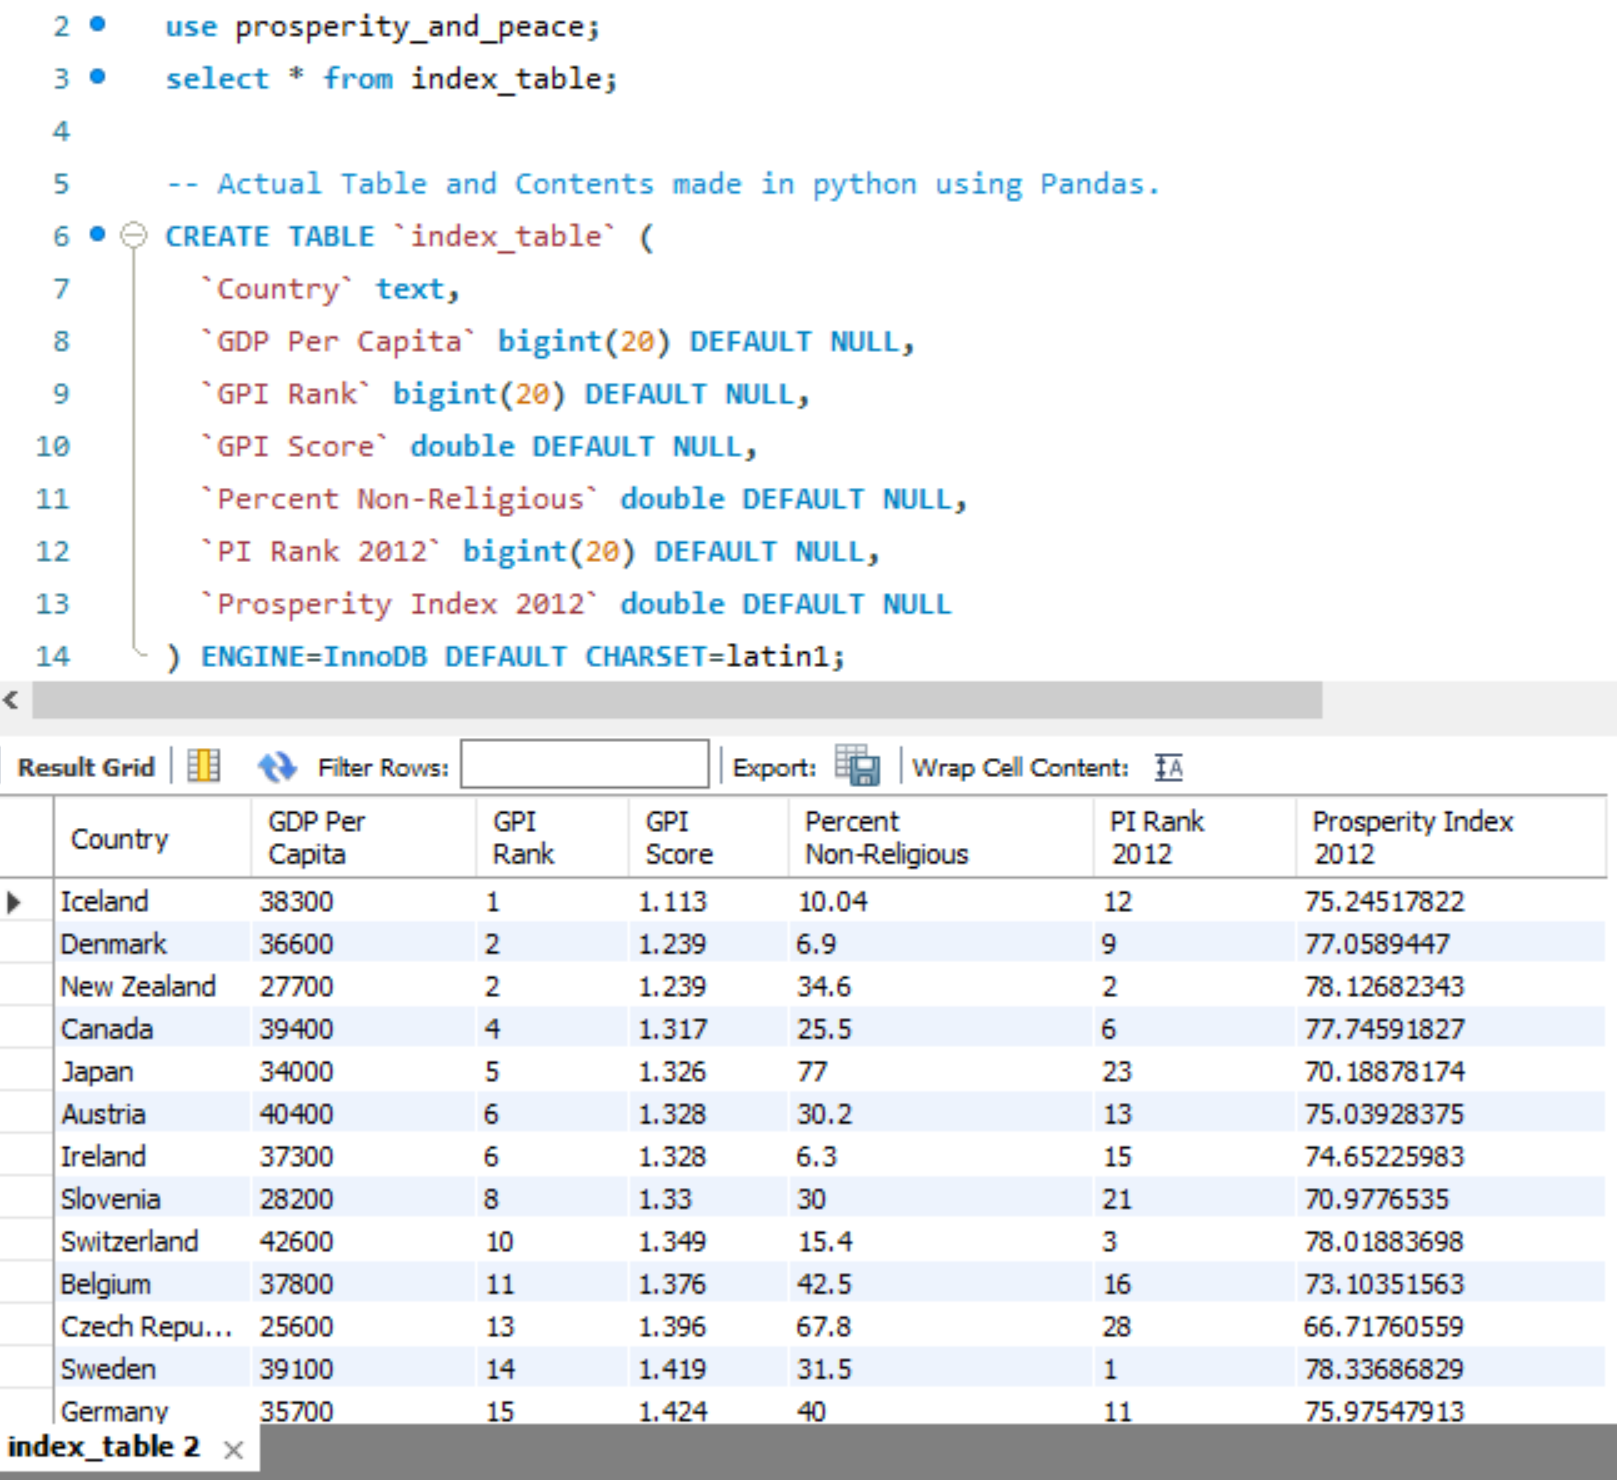 2 use prosperity_and_peace;
3 select * from index_table;
4
5 -- Actual Table and Contents made in python using Pandas.
6 CREATE TABLE `index_table` (
7 `Country` text,
8 `GDP Per Capita` bigint(20) DEFAULT NULL,
9 `GPI Rank` bigint(20) DEFAULT NULL,
10 `GPI Score` double DEFAULT NULL,
11 `Percent Non-Religious` double DEFAULT NULL,
12 `PI Rank 2012` bigint(20) DEFAULT NULL,
13 `Prosperity Index 2012` double DEFAULT NULL
14 ) ENGINE=InnoDB DEFAULT CHARSET=latin1;
Result Grid Filter Rows: Export: Wrap Cell Content: IA
Country GDP Per Capita GPI Rank GPI Score Percent Non-Religious PI Rank 2012 Prosperity Index 2012
Iceland 38300 1 1.113 10.04 12 75.24517822
Denmark 36600 2 1.239 6.9 9 77.0589447
New Zealand 27700 2 1.239 34.6 2 78.12682343
Canada 39400 4 1.317 25.5 6 77.74591827
Japan 34000 5 1.326 77 23 70.18878174
Austria 40400 6 1.328 30.2 13 75.03928375
Ireland 37300 6 1.328 6.3 15 74.65225983
Slovenia 28200 8 1.33 30 21 70.9776535
Switzerland 42600 10 1.349 15.4 3 78.01883698
Belgium 37800 11 1.376 42.5 16 73.10351563
Czech Repu... 25600 13 1.396 67.8 28 66.71760559
Sweden 39100 14 1.419 31.5 1 78.33686829
Germany 35700 15 1.424 40 11 75.97547913
index_table 2